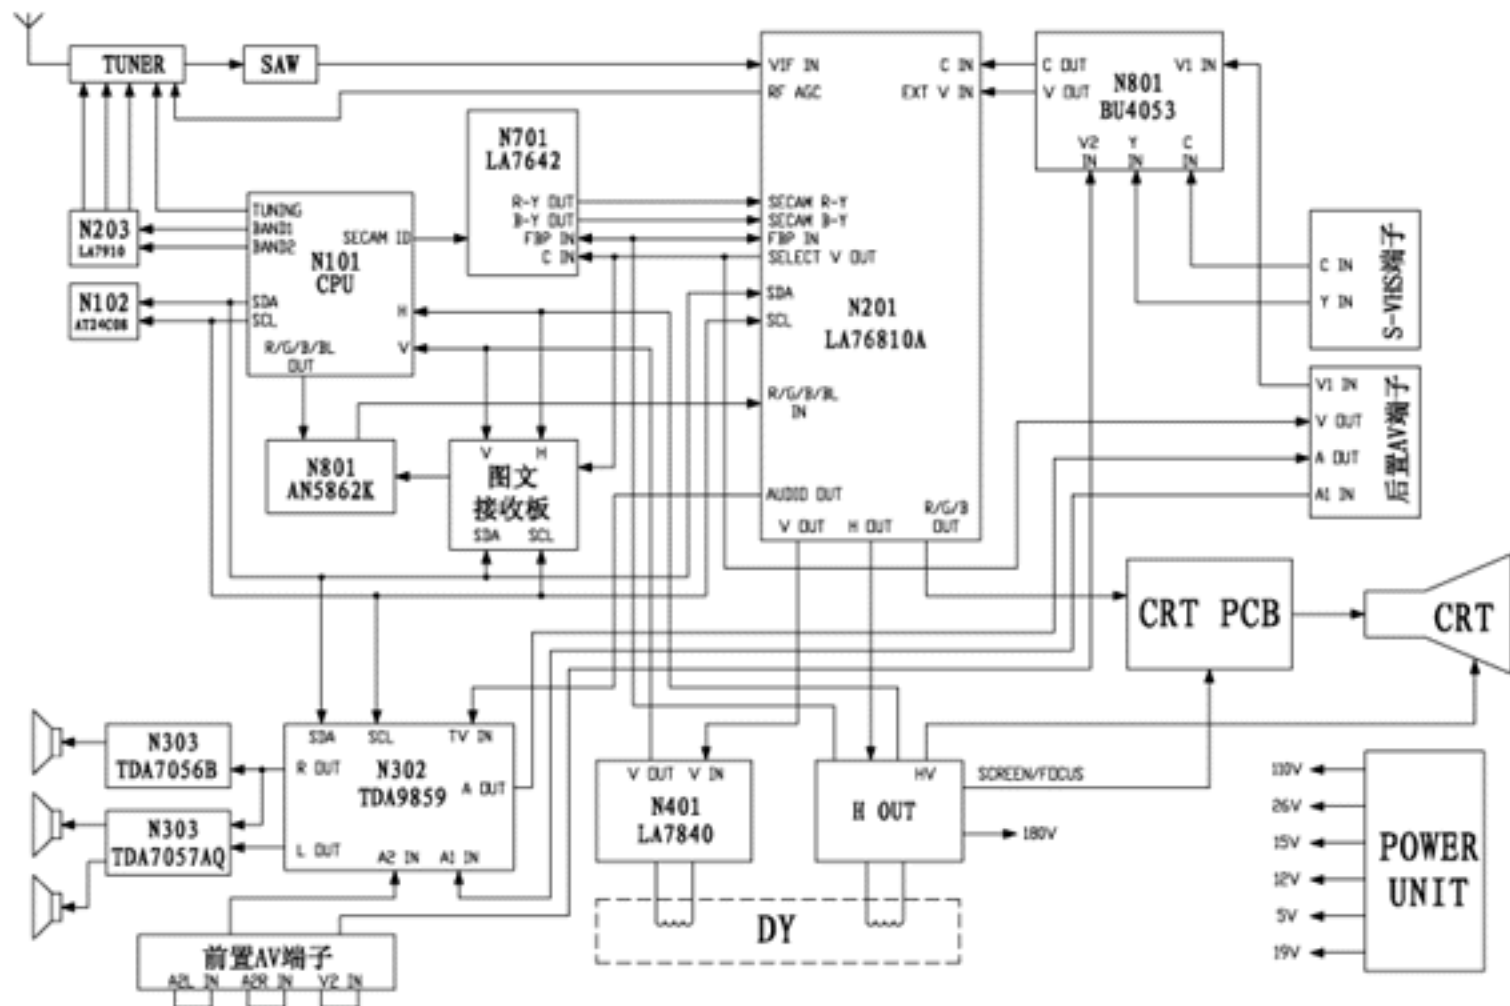 TUNER
SAW
VIF IN
RF AGC
C IN
EXT V IN
C OUT
V OUT
V1 IN
N801
BU4053
V2 IN
Y IN
C IN
N701
LA7642
R-Y OUT
B-Y OUT
FBP IN
C IN
SECAM R-Y
SECAM B-Y
FBP IN
SELECT V OUT
SDA
SCL
N201
LA76810A
R/G/B/BL
IN
AUDIO OUT
V OUT
H OUT
R/G/B
OUT
N203
LA7910
N102
AT24C08
TUNING
BAND1
BAND2
SECAM ID
N101
CPU
SDA
SCL
H
V
R/G/B/BL
OUT
N801
AN5862K
V
H
图文
接收板
SDA
SCL
C IN
Y IN
S-VHS端子
V1 IN
V OUT
A OUT
A1 IN
后置AV端子
CRT PCB
CRT
N303
TDA7056B
N303
TDA7057AQ
SDA
SCL
TV IN
R OUT
N302
TDA9859
A OUT
L OUT
A2 IN
A1 IN
V OUT
V IN
N401
LA7840
HV
H OUT
SCREEN/FOCUS
180V
DY
110V
26V
15V
12V
5V
19V
POWER
UNIT
前置AV端子
A2L IN
A2R IN
V2 IN